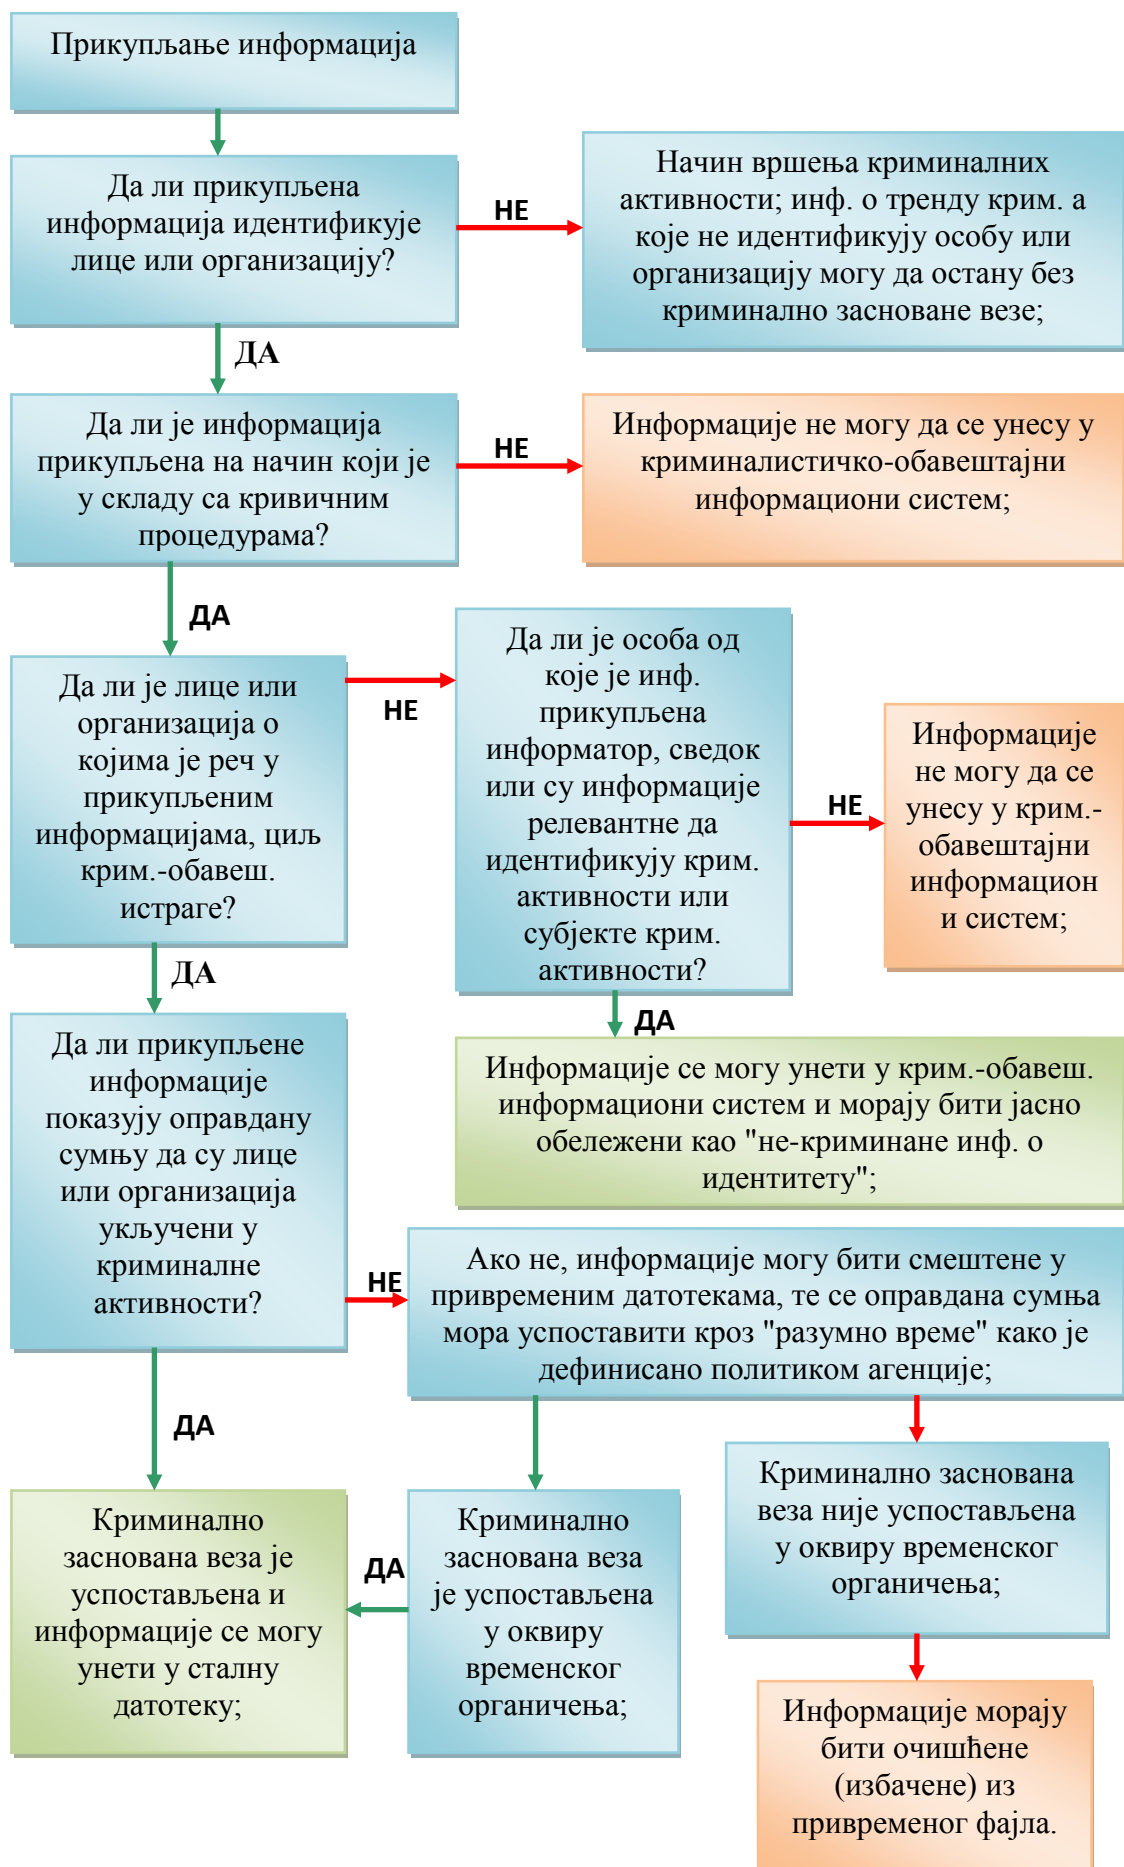 Прикупљање информација
Да ли прикупљена
информација идентификује
лице или организацију?
НЕ
Начин вршења криминалних
активности; инф. о тренду крим. а
које не идентификују особу или
организацију могу да остану без
криминално засноване везе;
ДА
Да ли је информација
прикупљена на начин који је
у складу са кривичним
процедурама?
НЕ
Информације не могу да се унесу у
криминалистичко-обавештајни
информациони систем;
ДА
Да ли је лице или
организација о
којима је реч у
прикупљеним
информацијама, циљ
крим.-обавеш.
истраге?
НЕ
Да ли је особа од
које је инф.
прикупљена
информатор, сведок
или су информације
релевантне да
идентификују крим.
активности или
субјекте крим.
активности?
НЕ
Информације
не могу да се
унесу у крим.-
обавештајни
информацион
и систем;
ДА
ДА
Информације се могу унети у крим.-обавеш.
информациони систем и морају бити јасно
обележени као "не-криминане инф. о
идентитету";
Да ли прикупљене
информације
показују оправдану
сумњу да су лице
или организација
укључени у
криминалне
активности?
НЕ
Ако не, информације могу бити смештене у
привременим датотекама, те се оправдана сумња
мора успоставити кроз "разумно време" како је
дефинисано политиком агенције;
ДА
Криминално
заснована веза је
успостављена и
информације се могу
унети у сталну
датотеку;
ДА
Криминално
заснована веза
је успостављена
у оквиру
временског
органичења;
Криминално заснована
веза није успостављена
у оквиру временског
органичења;
Информације морају
бити очишћене
(избачене) из
привременог фајла.